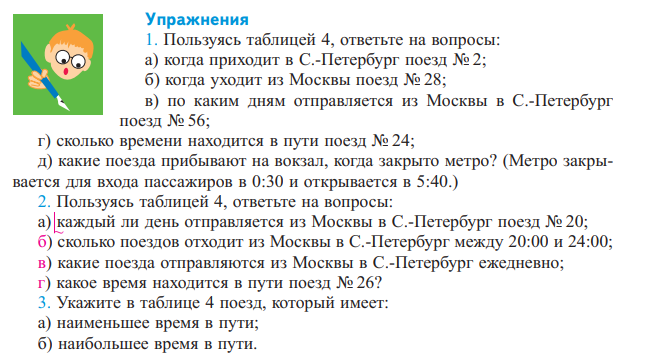 Упражнения
1. Пользуясь таблицей 4, ответьте на вопросы:
а) когда приходит в С.-Петербург поезд № 2;
б) когда уходит из Москвы поезд № 28;
в) по каким дням отправляется из Москвы в С.-Петербург
поезд № 56;
г) сколько времени находится в пути поезд № 24;
д) какие поезда прибывают на вокзал, когда закрыто метро? (Метро закры-
вается для входа пассажиров в 0:30 и открывается в 5:40.)
2. Пользуясь таблицей 4, ответьте на вопросы:
а) каждый ли день отправляется из Москвы в С.-Петербург поезд № 20;
б) сколько поездов отходит из Москвы в С.-Петербург между 20:00 и 24:00;
в) какие поезда отправляются из Москвы в С.-Петербург ежедневно;
г) какое время находится в пути поезд № 26?
3. Укажите в таблице 4 поезд, который имеет:
а) наименьшее время в пути;
б) наибольшее время в пути.